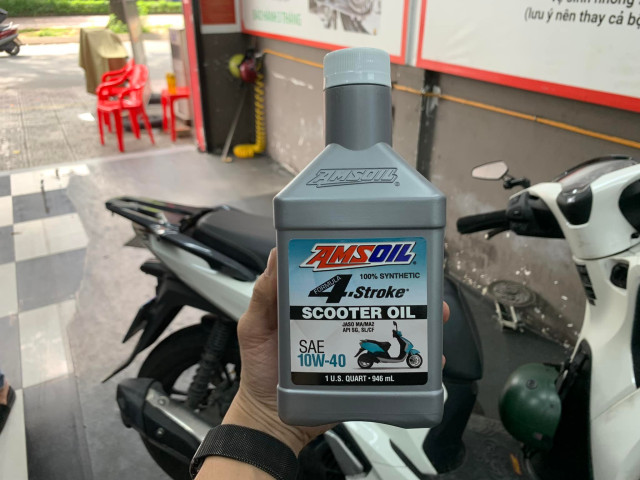 (lưu ý nên thay cả bộ
AMSOIL
AMSOIL
100% SYNTHETIC
FORMULA
4-Stroke®
SCOOTER OIL
JASO MA/MA2
API SG, SL/CF
SAE
10W-40
1 U.S. QUART • 946 mL